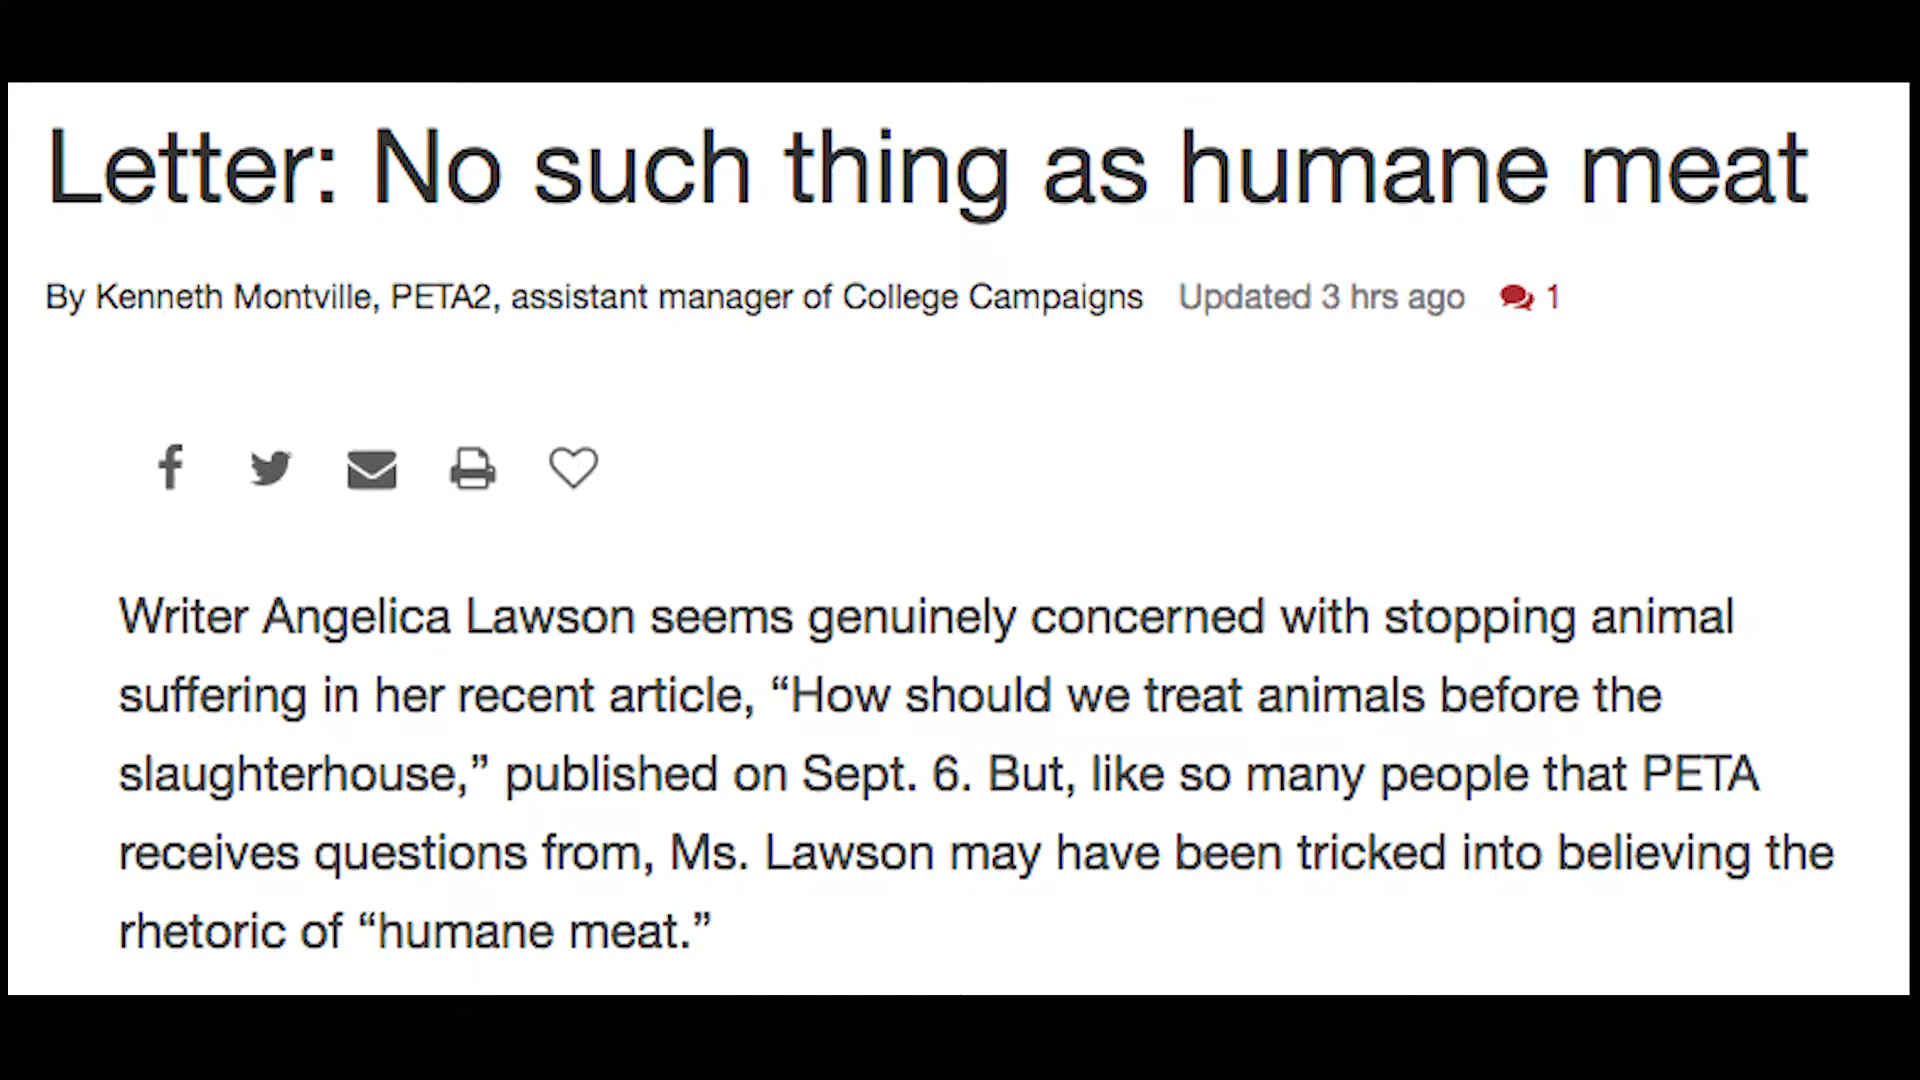 Letter: No such thing as humane meat
By Kenneth Montville, PETA2, assistant manager of College Campaigns Updated 3 hrs ago 1
Writer Angelica Lawson seems genuinely concerned with stopping animal
suffering in her recent article, “How should we treat animals before the
slaughterhouse,” published on Sept. 6. But, like so many people that PETA
receives questions from, Ms. Lawson may have been tricked into believing the
rhetoric of “humane meat.”